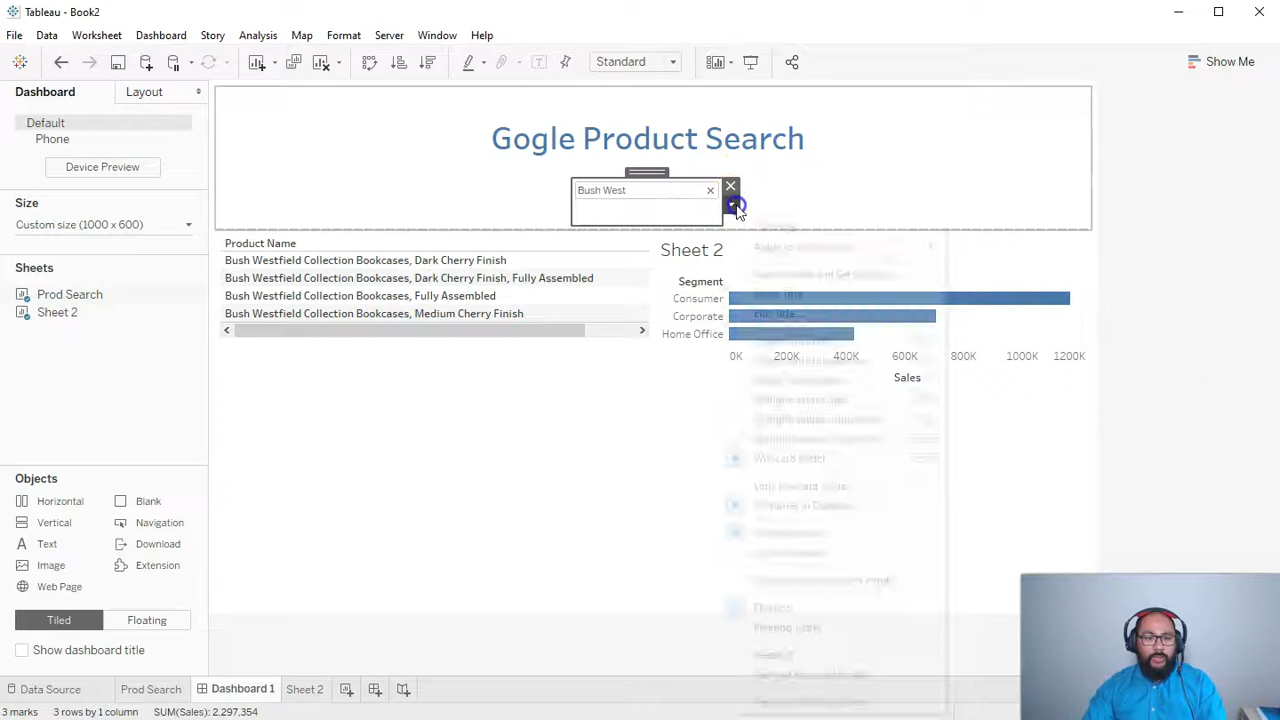 Tableau - Book2
File Data Worksheet Dashboard Story Analysis Map Format Server Window Help
Standard
Show Me
Dashboard Layout
Default
Phone
Device Preview
Size
Custom size (1000 x 600)
Sheets
Prod Search
Sheet 2
Objects
Horizontal Blank
Vertical Navigation
Text Download
Image Extension
Web Page
Tiled Floating
Show dashboard title
Gogle Product Search
Bush West
Product Name
Bush Westfield Collection Bookcases, Dark Cherry Finish
Bush Westfield Collection Bookcases, Dark Cherry Finish, Fully Assembled
Bush Westfield Collection Bookcases, Fully Assembled
Bush Westfield Collection Bookcases, Medium Cherry Finish
Sheet 2
Segment
Consumer
Corporate
Home Office
0K 200K 400K 600K 800K 1000K 1200K
Sales
Data Source Prod Search Dashboard 1 Sheet 2
3 marks 3 rows by 1 column SUM(Sales): 2,297,354